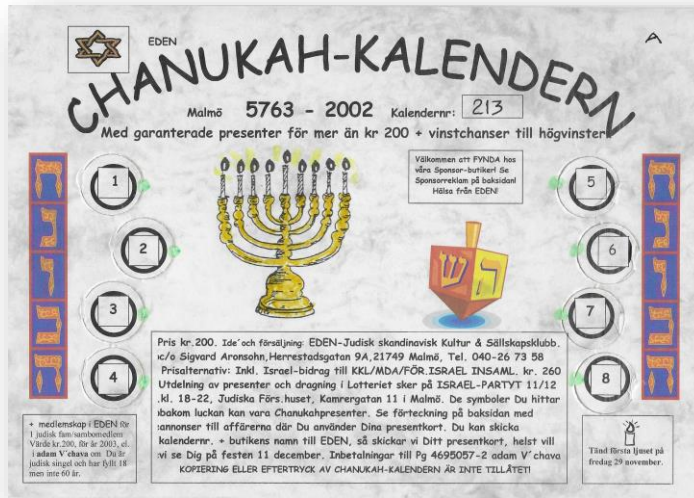 EDEN
A
CHANUKAH-KALENDERN
Malmö 5763 - 2002 Kalendernr: 213
Med garanterade presenter för mer än kr 200 + vinstchanser till högvinster
Välkommen att FYNDA hos
våra Sponsor-butiker! Se
Sponsorreklam på baksidan!
Hälsa från EDEN!
1
2
3
4
5
6
7
8
ש
ה
Pris kr.200. Ide´och försäljning: EDEN-Judisk skandinavisk Kultur & Sällskapsklubb.
c/o Sigvard Aronsohn,Herrestadsgatan 9A,21749 Malmö, Tel. 040-26 73 58
Prisalternativ: Inkl. Israel-bidrag till KKL/MDA/FÖR.ISRAEL INSAML. kr. 260
Utdelning av presenter och dragning i Lotteriet sker på ISRAEL-PARTYT 11/12
.kl. 18-22, Judiska Förs.huset, Kamrergatan 11 i Malmö. De symboler Du hittar
bakom luckan kan vara Chanukahpresenter. Se förteckning på baksidan med
annonser till affärerna där Du använder Dina presentkort. Du kan skicka
kalendernr. + butikens namn till EDEN, så skickar vi Ditt presentkort, helst vill
vi se Dig på festen 11 december. Inbetalningar till Pg 4695057-2 adam V´chava
KOPIERING ELLER EFTERTRYCK AV CHANUKAH-KALENDERN ÄR INTE TILLÅTET!
+ medlemskap i EDEN för
1 judisk fam/sambomedlem
Värde kr.200, för år 2003, el.
i adam V´chava om Du är
judisk singel och har fyllt 18
men inte 60 år.
Tänd första ljuset på
fredag 29 november.